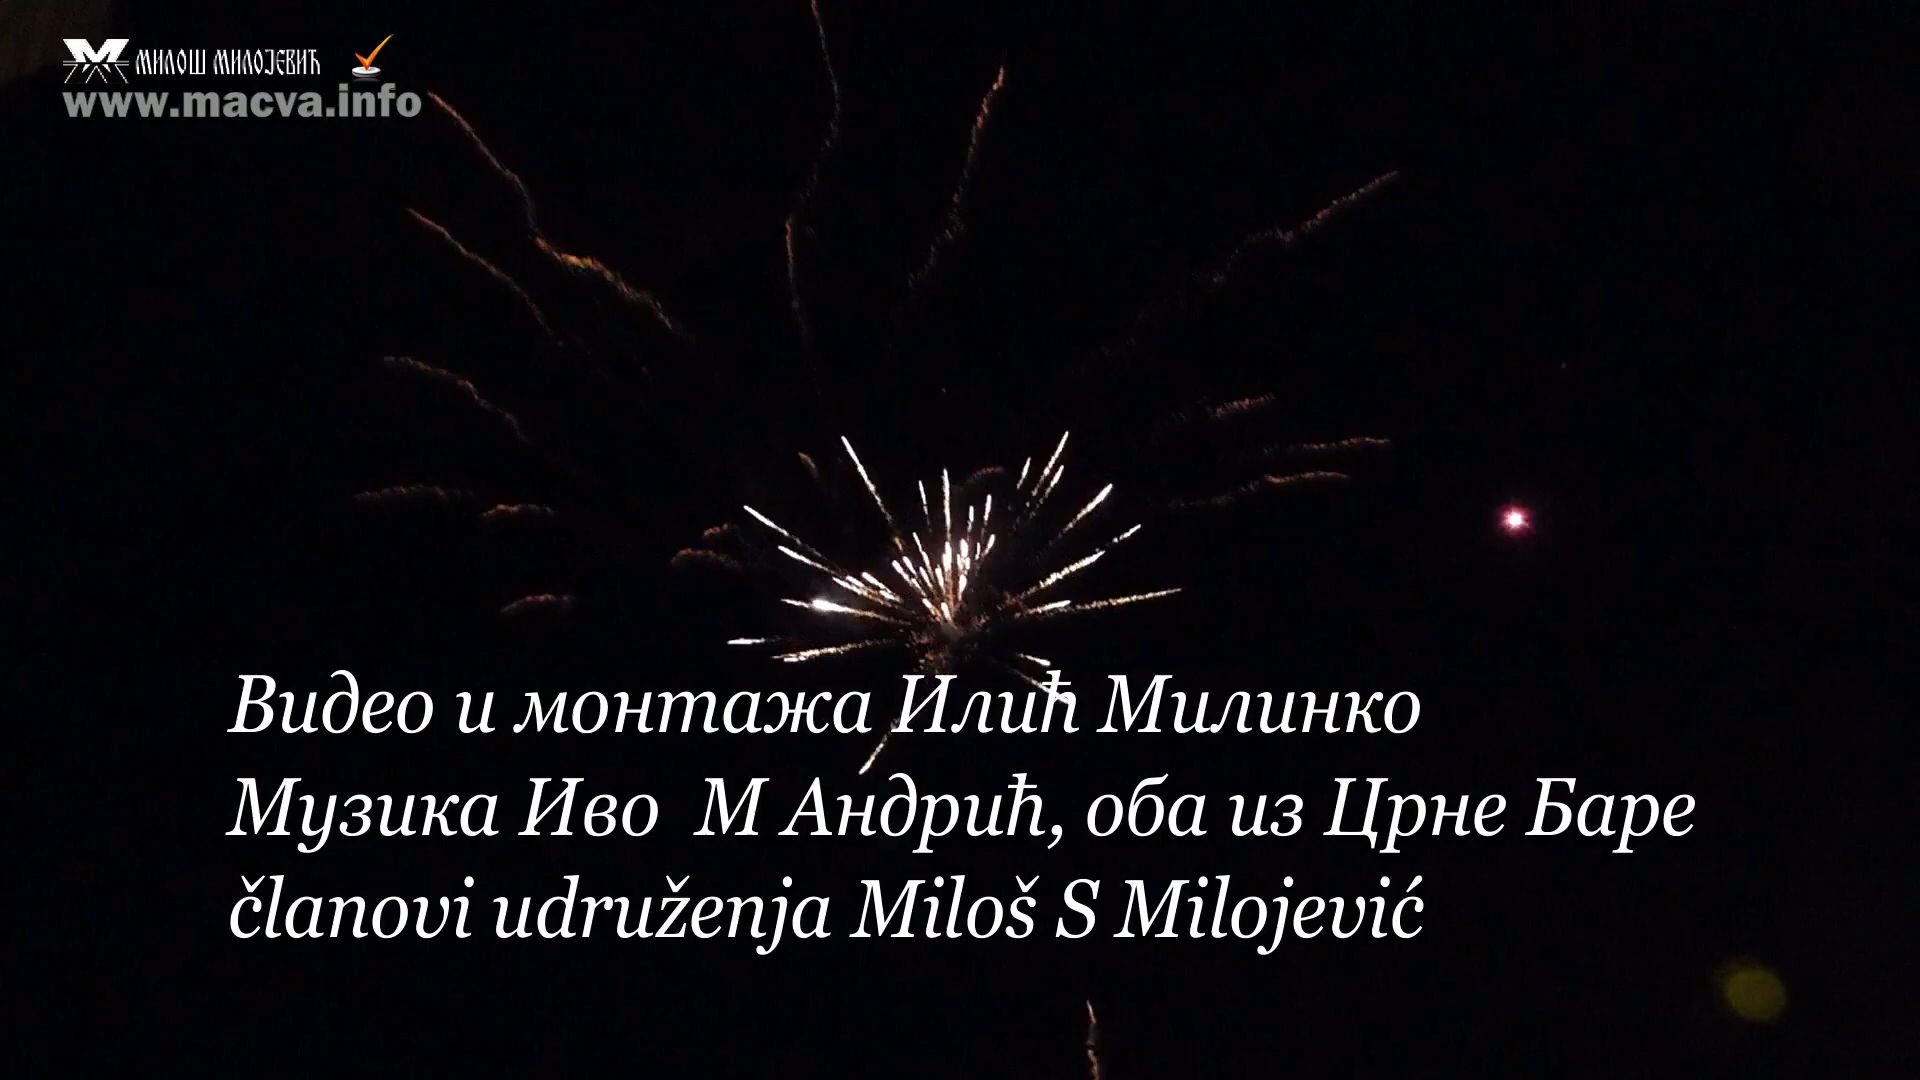 МИЛОШ МИЛОЈЕВИЋ
www.macva.info
Видео и монтажа Илић Милинко
Музика Иво М Андрић, оба из Црне Баре
članovi udruženja Miloš S Milojević